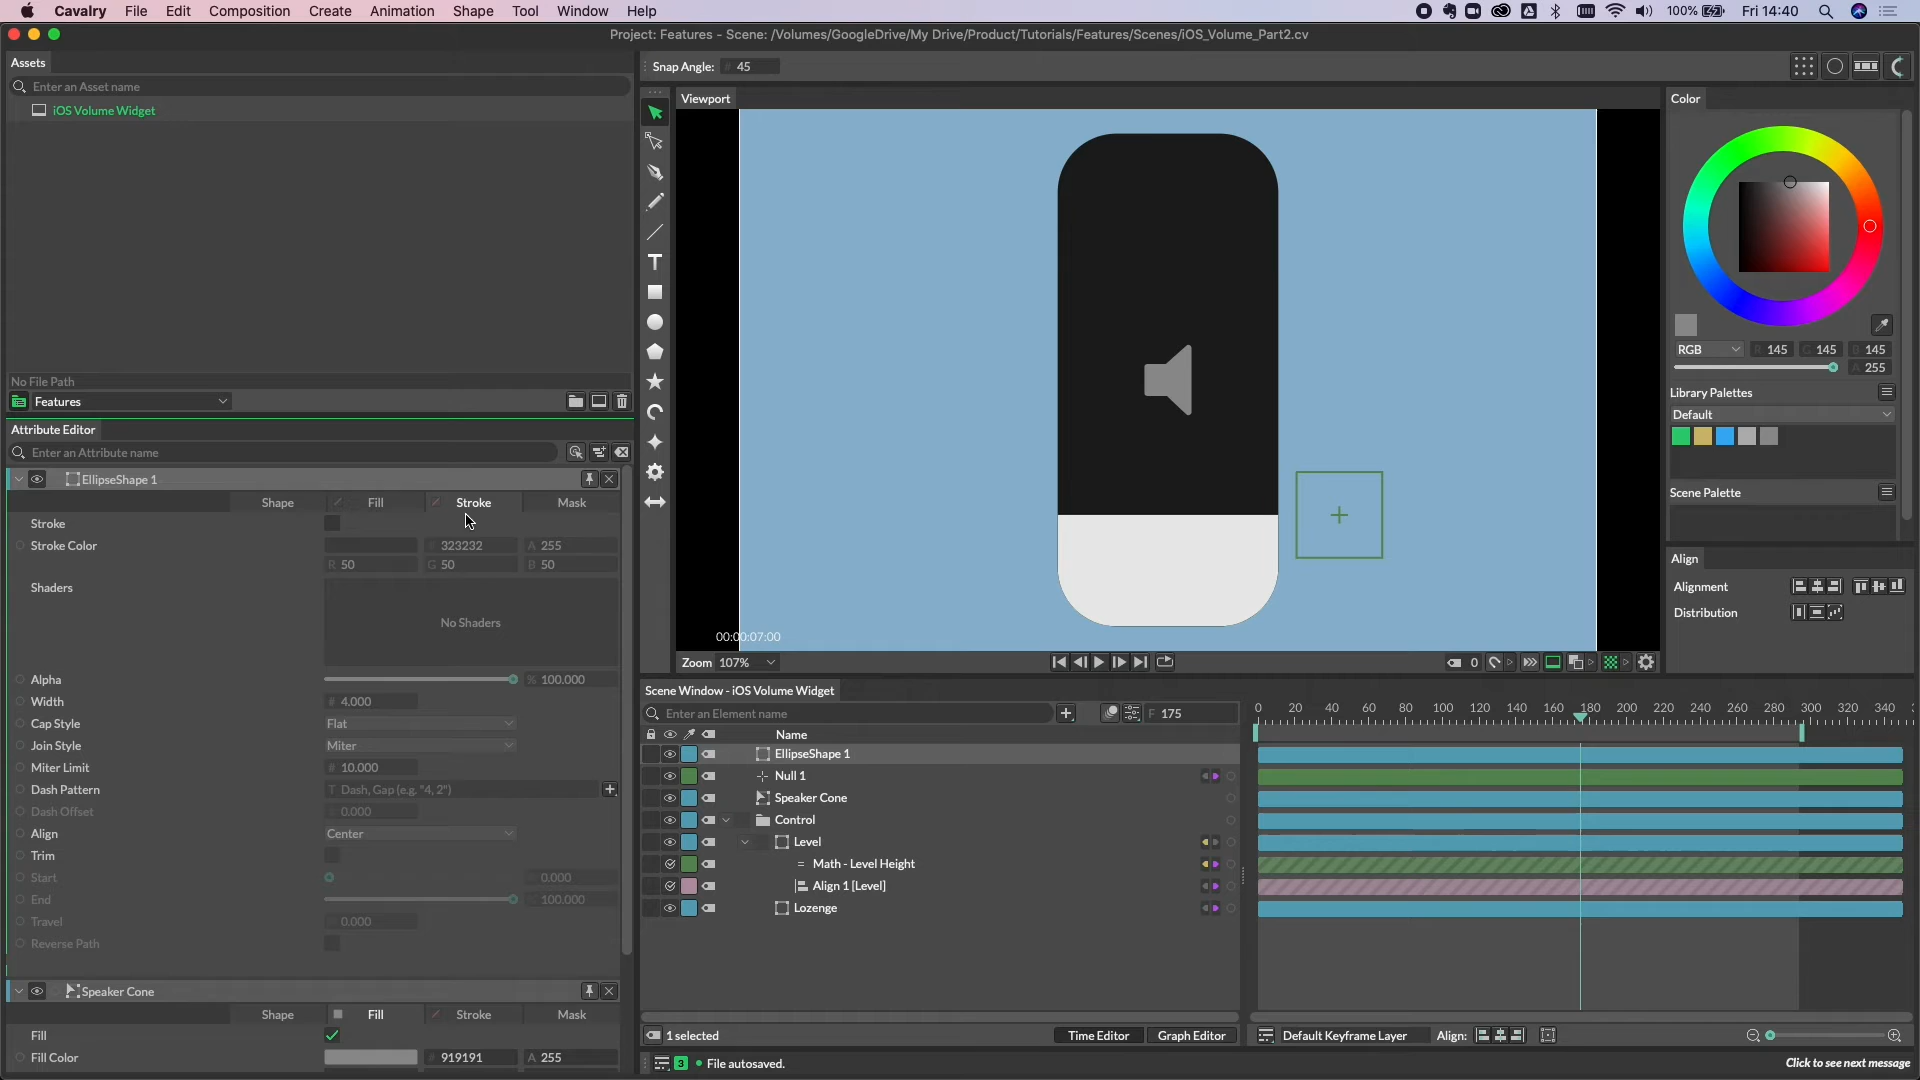 Cavalry File Edit Composition Create Animation Shape Tool Window Help 100% Fri 14:40
Project: Features - Scene: /Volumes/GoogleDrive/My Drive/Product/Tutorials/Features/Scenes/iOS_Volume_Part2.cv
Assets
Enter an Asset name
iOS Volume Widget
No File Path
Features
Attribute Editor
Enter an Attribute name
EllipseShape 1
Shape Fill Stroke Mask
Stroke
Stroke Color # 323232 A 255
R 50 G 50 B 50
Shaders
No Shaders
Alpha % 100.000
Width # 4.000
Cap Style Flat
Join Style Miter
Miter Limit # 10.000
Dash Pattern T Dash, Gap (e.g. "4, 2")
Dash Offset 0.000
Align Center
Trim
Start 0.000
End 100.000
Travel 0.000
Reverse Path
Speaker Cone
Shape Fill Stroke Mask
Fill
Fill Color # 919191 A 255
Snap Angle: # 45
Viewport
00:00:07:00
Zoom 107%
0
Scene Window - iOS Volume Widget
Enter an Element name
F 175
Name
EllipseShape 1
Null 1
Speaker Cone
Control
Level
Math - Level Height
Align 1 [Level]
Lozenge
0 20 40 60 80 100 120 140 160 180 200 220 240 260 280 300 320 340
1 selected
Time Editor Graph Editor
Default Keyframe Layer Align:
3 File autosaved.
Click to see next message
Color
RGB R 145 G 145 B 145
A 255
Library Palettes
Default
Scene Palette
Align
Alignment
Distribution